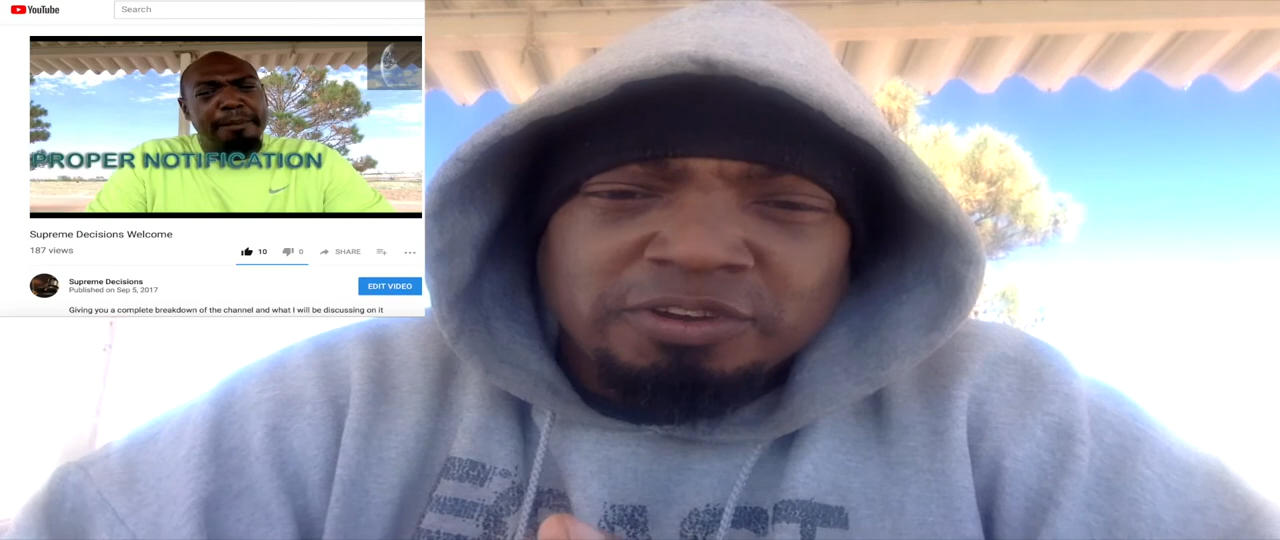 YouTube
Search
PROPER NOTIFICATION
Supreme Decisions Welcome
187 views
10
0
SHARE
Supreme Decisions
Published on Sep 5, 2017
EDIT VIDEO
Giving you a complete breakdown of the channel and what I will be discussing on it